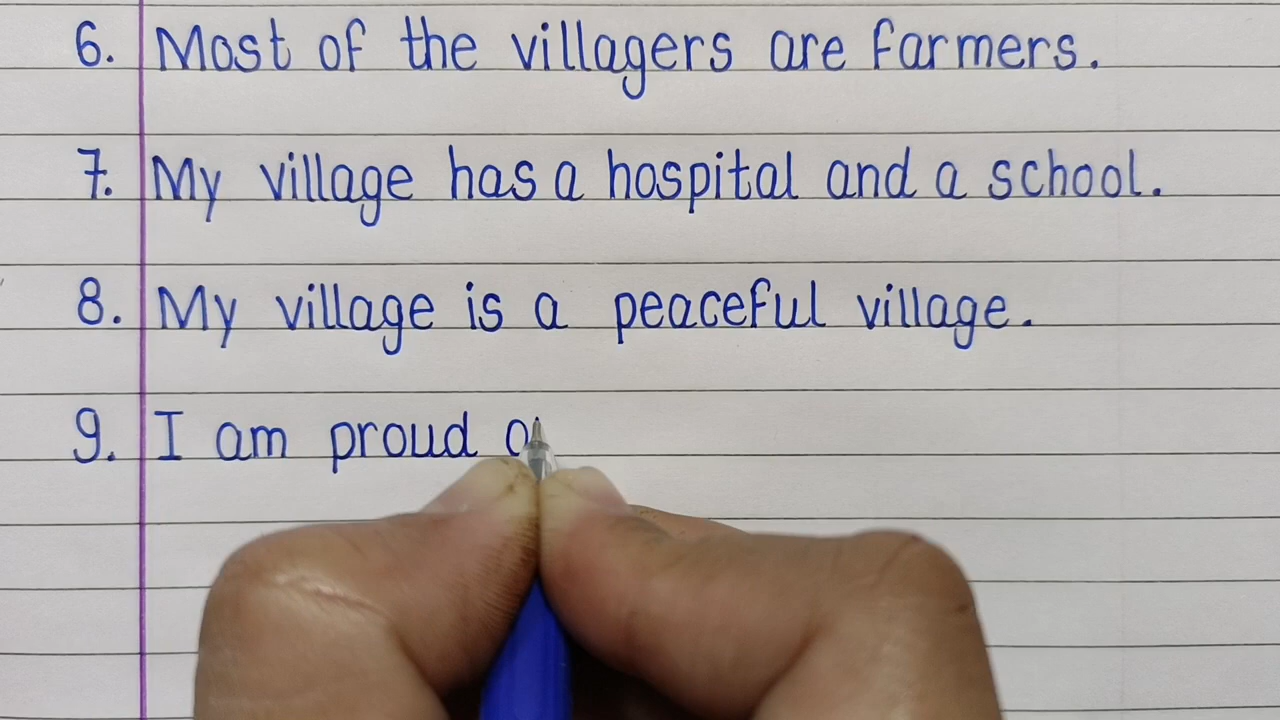 6. Most of the villagers are farmers.
7. My village has a hospital and a school.
8. My village is a peaceful village.
9. I am proud o